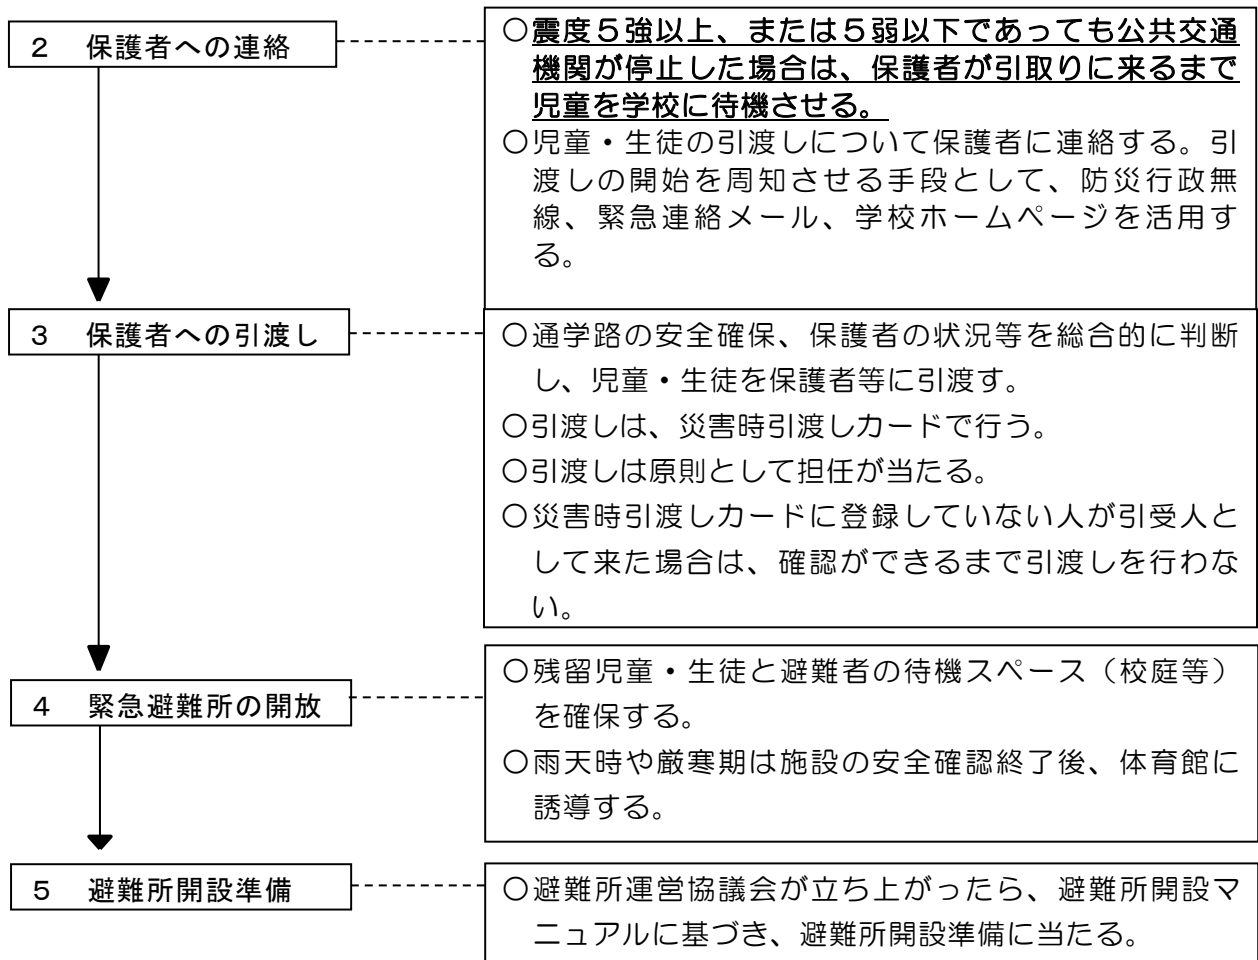 2 保護者への連絡
○震度5強以上、または5弱以下であっても公共交通
機関が停止した場合は、保護者が引取りに来るまで
児童を学校に待機させる。
○児童・生徒の引渡しについて保護者に連絡する。引
渡しの開始を周知させる手段として、防災行政無
線、緊急連絡メール、学校ホームページを活用す
る。
3 保護者への引渡し
○通学路の安全確保、保護者の状況等を総合的に判断
し、児童・生徒を保護者等に引渡す。
○引渡しは、災害時引渡しカードで行う。
○引渡しは原則として担任が当たる。
○災害時引渡しカードに登録していない人が引受人と
して来た場合は、確認ができるまで引渡しを行わな
い。
4 緊急避難所の開放
○残留児童・生徒と避難者の待機スペース（校庭等）
を確保する。
○雨天時や厳寒期は施設の安全確認終了後、体育館に
誘導する。
5 避難所開設準備
○避難所運営協議会が立ち上がったら、避難所開設マ
ニュアルに基づき、避難所開設準備に当たる。